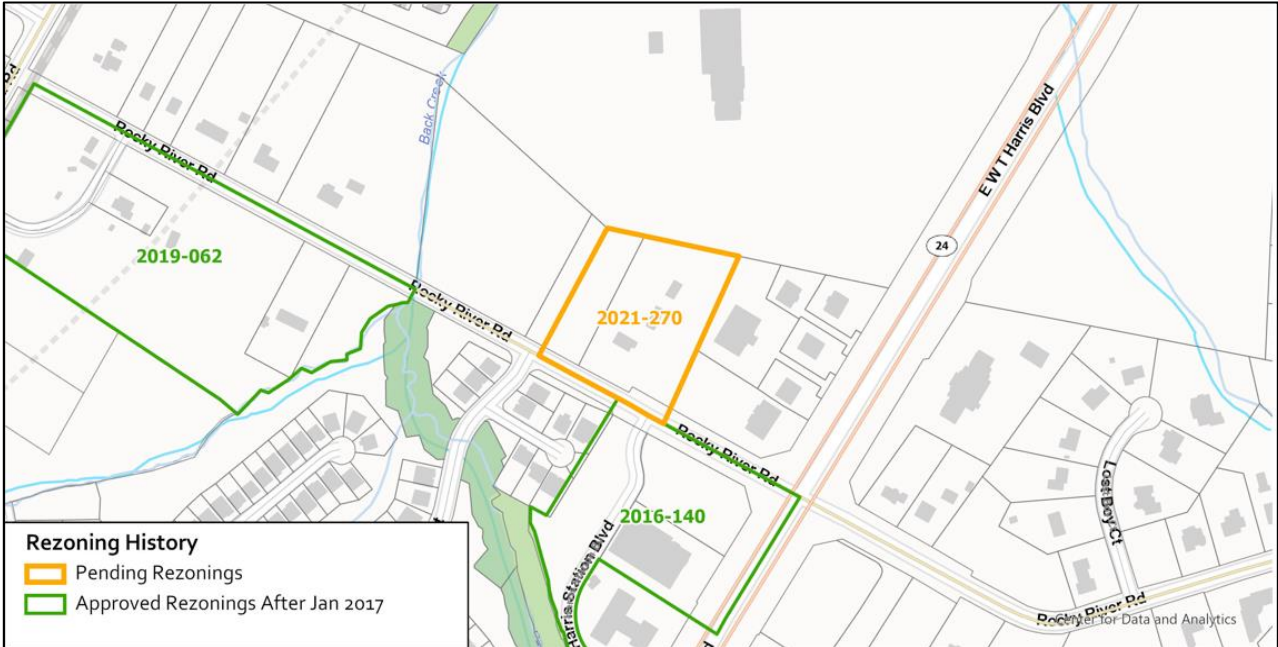 Rd
Rocky River Rd
Back Creek
E W T Harris Blvd
24
2019-062
Rocky River Rd
2021-270
Rocky River Rd
2016-140
Harris Station Blvd
Lost Boy Ct
Rocky River Rd
Center for Data and Analytics
Rezoning History
Pending Rezonings
Approved Rezonings After Jan 2017